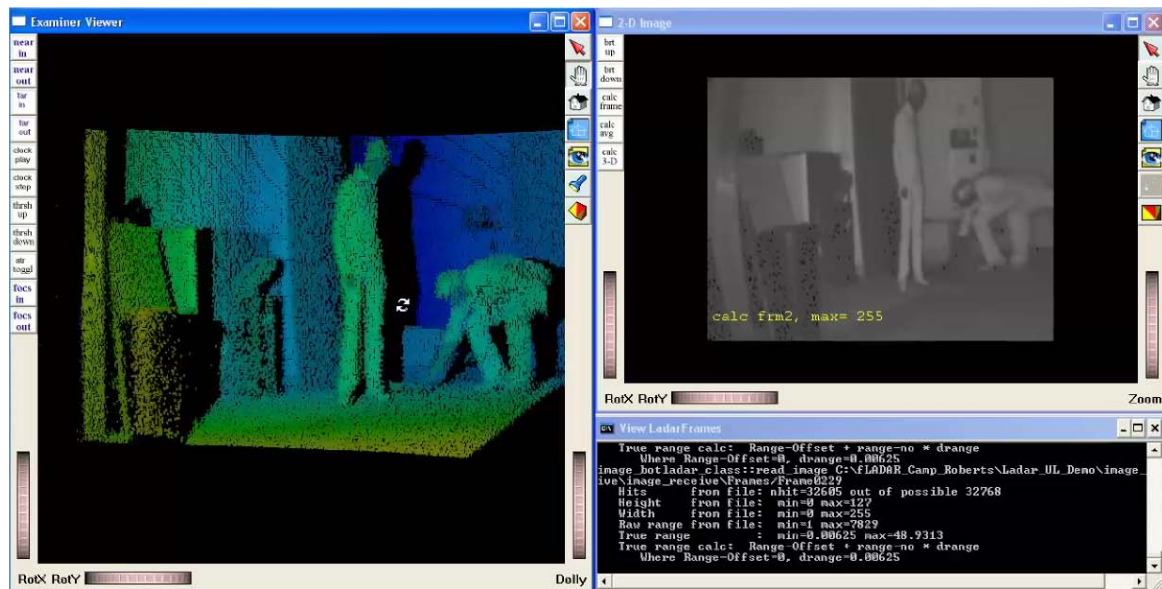 Examiner Viewer
near
in
near
out
far
in
far
out
clock
play
clock
step
thrsh
up
thrsh
down
atr
toggl
focs
in
focs
out
RotX RotY
Dolly
2-D Image
brt
up
brt
down
calc
frame
calc
avg
calc
3-D
calc frm2, max= 255
RotX RotY
Zoom
View LadarFrames
True range calc: Range-Offset + range-no * drange
Where Range-Offset=0, drange=0.00625
image_botladar_class::read_image C:\fLADAR_Camp_Roberts\Ladar_UL_Demo\image_
ive\image_receive\Frames/Frame0229
Hits from file: nhit=32605 out of possible 32768
Height from file: min=0 max=127
Width from file: min=0 max=255
Raw range from file: min=1 max=7829
True range : min=0.00625 max=48.9313
True range calc: Range-Offset + range-no * drange
Where Range-Offset=0, drange=0.00625